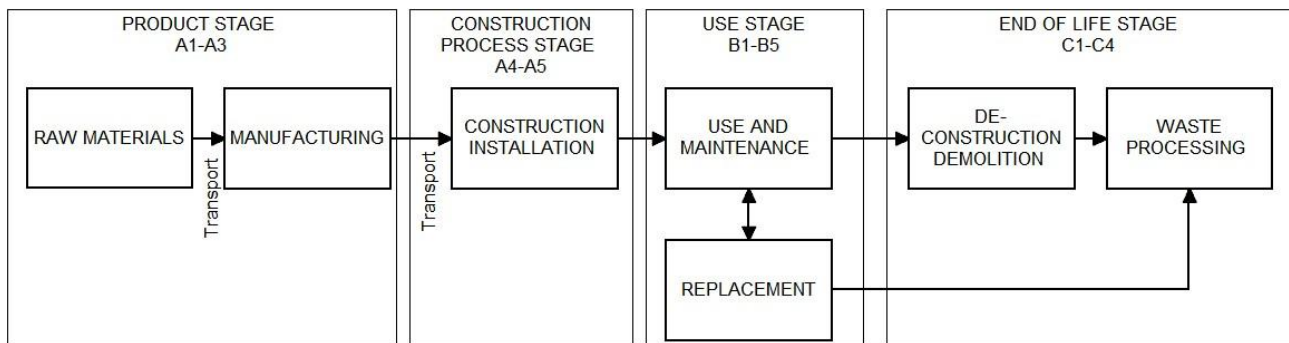 PRODUCT STAGE
A1-A3
RAW MATERIALS
Transport
MANUFACTURING
CONSTRUCTION
PROCESS STAGE
A4-A5
Transport
CONSTRUCTION
INSTALLATION
USE STAGE
B1-B5
USE AND
MAINTENANCE
REPLACEMENT
END OF LIFE STAGE
C1-C4
DE-
CONSTRUCTION
DEMOLITION
WASTE
PROCESSING